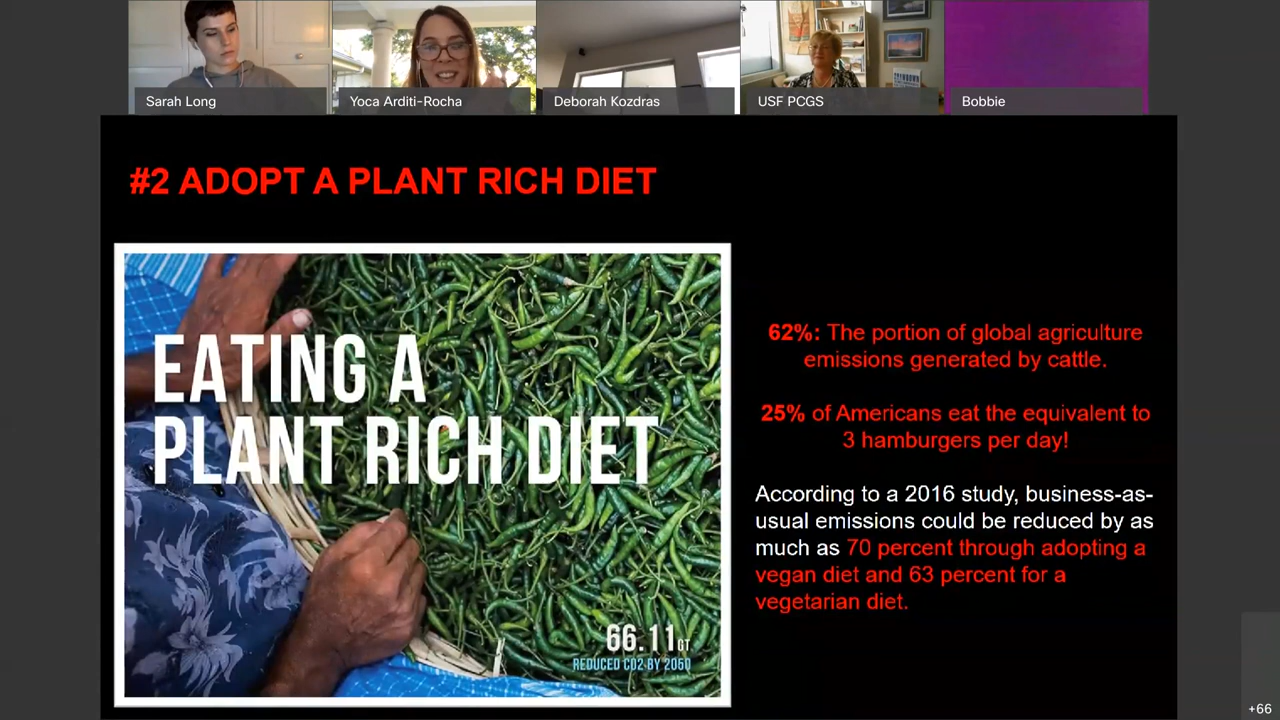 Sarah Long
Yoca Arditi-Rocha
Deborah Kozdras
USF PCGS
Bobbie
#2 ADOPT A PLANT RICH DIET
EATING A
PLANT RICH DIET
66.11GT
REDUCED CO2 BY 2050
62%: The portion of global agriculture
emissions generated by cattle.
25% of Americans eat the equivalent to
3 hamburgers per day!
According to a 2016 study, business-as-
usual emissions could be reduced by as
much as 70 percent through adopting a
vegan diet and 63 percent for a
vegetarian diet.
+66